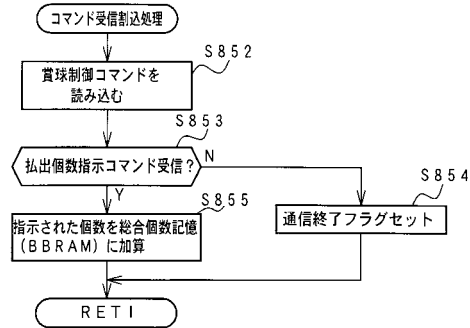 コマンド受信割込処理
S852
賞球制御コマンドを
読み込む
S853
払出個数指示コマンド受信?
N
Y
S854
通信終了フラグセット
S855
指示された個数を総合個数記憶
(BBRAM)に加算
RETI